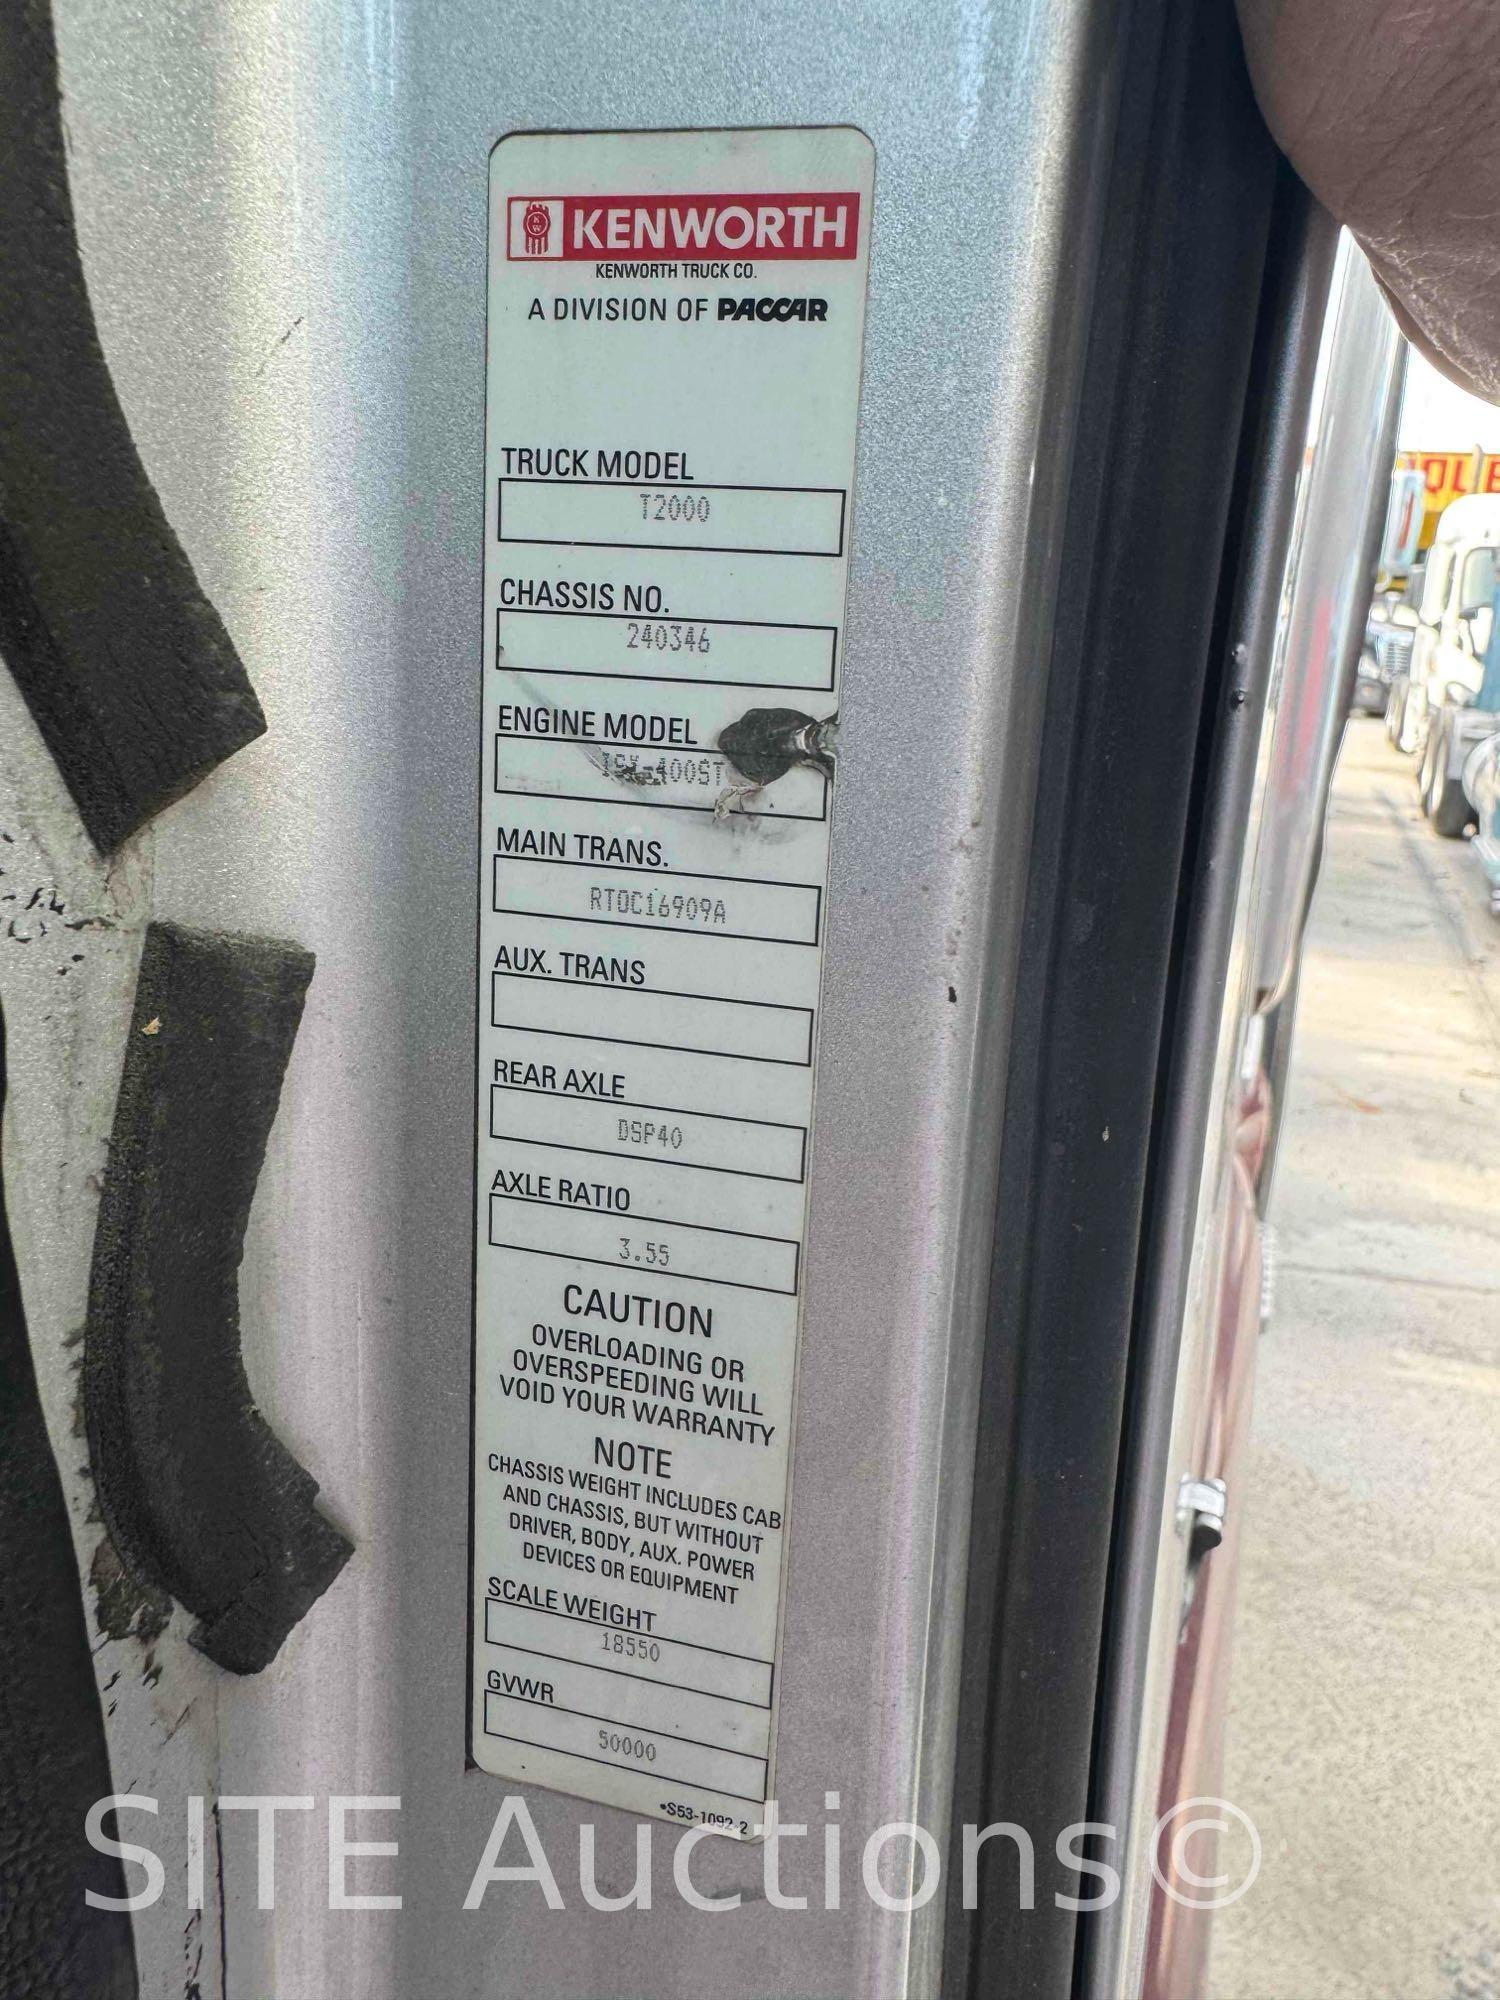 KENWORTH
KENWORTH TRUCK CO.
A DIVISION OF PACCAR
TRUCK MODEL
T2000
CHASSIS NO.
240346
ENGINE MODEL
ISX-400ST
MAIN TRANS.
RTOC16909A
AUX. TRANS
REAR AXLE
DSP40
AXLE RATIO
3.55
CAUTION
OVERLOADING OR
OVERSPEEDING WILL
VOID YOUR WARRANTY
NOTE
CHASSIS WEIGHT INCLUDES CAB
AND CHASSIS, BUT WITHOUT
DRIVER, BODY, AUX. POWER
DEVICES OR EQUIPMENT
SCALE WEIGHT
18550
GVWR
50000
•S53-1092-2
SITE Auctions©